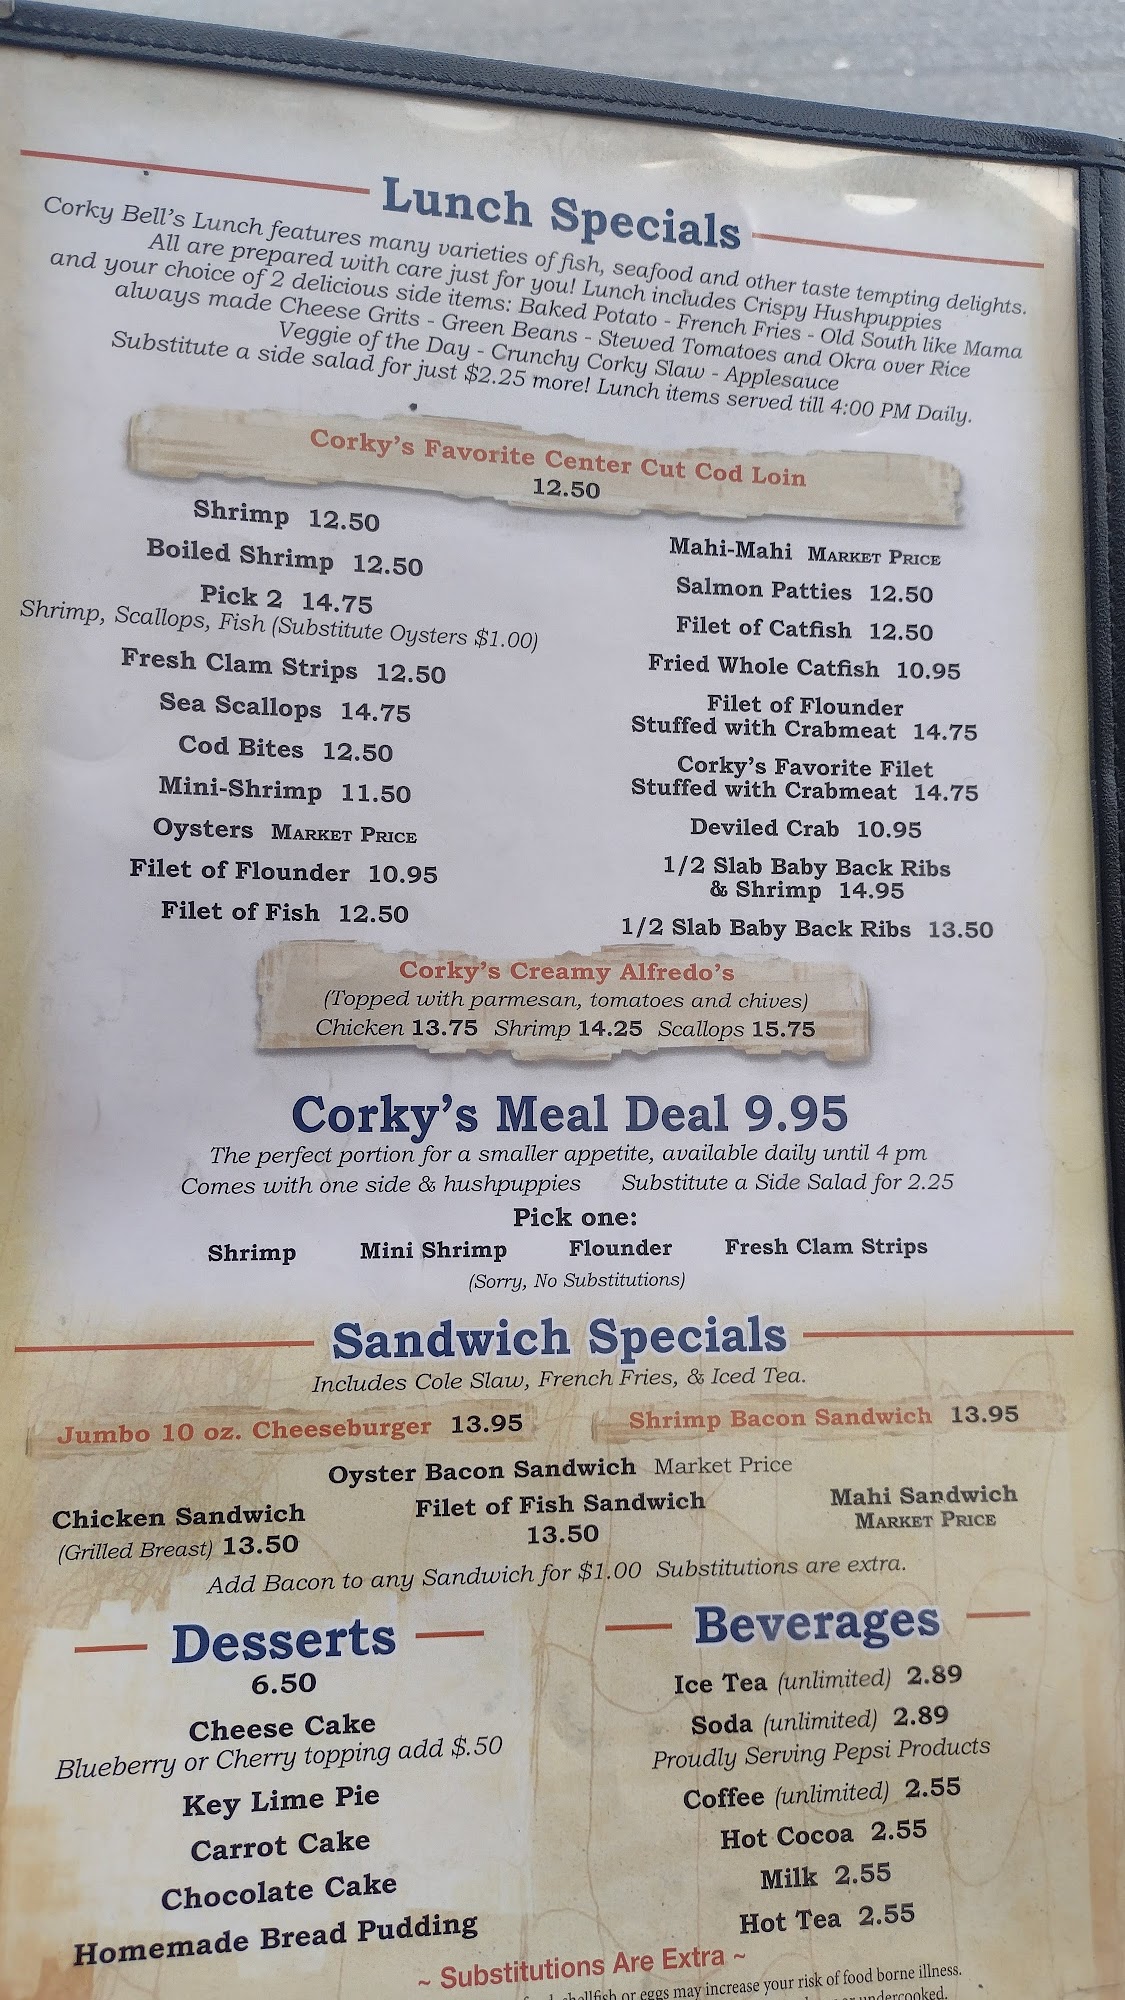 Lunch Specials
Corky Bell's Lunch features many varieties of fish, seafood and other taste tempting delights.
All are prepared with care just for you! Lunch includes Crispy Hushpuppies
and your choice of 2 delicious side items: Baked Potato - French Fries - Old South like Mama
always made Cheese Grits - Green Beans - Stewed Tomatoes and Okra over Rice
Veggie of the Day - Crunchy Corky Slaw - Applesauce
Substitute a side salad for just $2.25 more! Lunch items served till 4:00 PM Daily.
Corky's Favorite Center Cut Cod Loin
12.50
Shrimp 12.50
Boiled Shrimp 12.50
Pick 2 14.75
Shrimp, Scallops, Fish (Substitute Oysters $1.00)
Fresh Clam Strips 12.50
Sea Scallops 14.75
Cod Bites 12.50
Mini-Shrimp 11.50
Oysters MARKET PRICE
Filet of Flounder 10.95
Filet of Fish 12.50
Mahi-Mahi MARKET PRICE
Salmon Patties 12.50
Filet of Catfish 12.50
Fried Whole Catfish 10.95
Filet of Flounder
Stuffed with Crabmeat 14.75
Corky's Favorite Filet
Stuffed with Crabmeat 14.75
Deviled Crab 10.95
1/2 Slab Baby Back Ribs
& Shrimp 14.95
1/2 Slab Baby Back Ribs 13.50
Corky's Creamy Alfredo's
(Topped with parmesan, tomatoes and chives)
Chicken 13.75 Shrimp 14.25 Scallops 15.75
Corky's Meal Deal 9.95
The perfect portion for a smaller appetite, available daily until 4 pm
Comes with one side & hushpuppies Substitute a Side Salad for 2.25
Pick one:
Shrimp Mini Shrimp Flounder Fresh Clam Strips
(Sorry, No Substitutions)
Sandwich Specials
Includes Cole Slaw, French Fries, & Iced Tea.
Jumbo 10 oz. Cheeseburger 13.95
Shrimp Bacon Sandwich 13.95
Oyster Bacon Sandwich Market Price
Chicken Sandwich
(Grilled Breast) 13.50
Filet of Fish Sandwich
13.50
Mahi Sandwich
MARKET PRICE
Add Bacon to any Sandwich for $1.00 Substitutions are extra.
Desserts
6.50
Cheese Cake
Blueberry or Cherry topping add $.50
Key Lime Pie
Carrot Cake
Chocolate Cake
Homemade Bread Pudding
Beverages
Ice Tea (unlimited) 2.89
Soda (unlimited) 2.89
Proudly Serving Pepsi Products
Coffee (unlimited) 2.55
Hot Cocoa 2.55
Milk 2.55
Hot Tea 2.55
~ Substitutions Are Extra ~
shellfish or eggs may increase your risk of food borne illness.
undercooked.